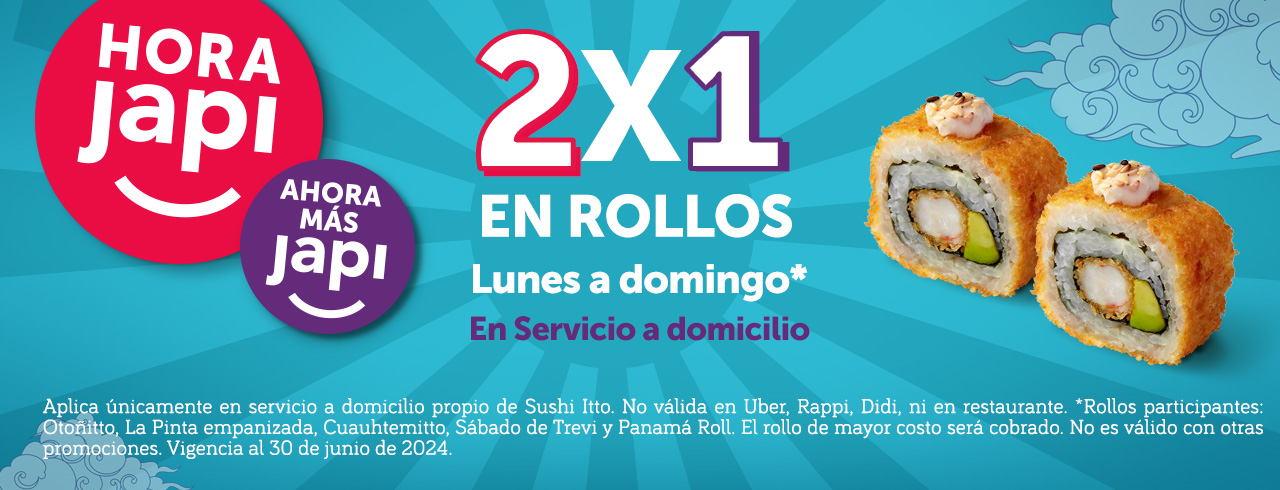 HORA
Japi
AHORA
MÁS
Japi
2X1
EN ROLLOS
Lunes a domingo*
En Servicio a domicilio
Aplica únicamente en servicio a domicilio propio de Sushi Itto. No válida en Uber, Rappi, Didi, ni en restaurante. *Rollos participantes:
Otoñitto, La Pinta empanizada, Cuauhtemitto, Sábado de Trevi y Panamá Roll. El rollo de mayor costo será cobrado. No es válido con otras
promociones. Vigencia al 30 de junio de 2024.